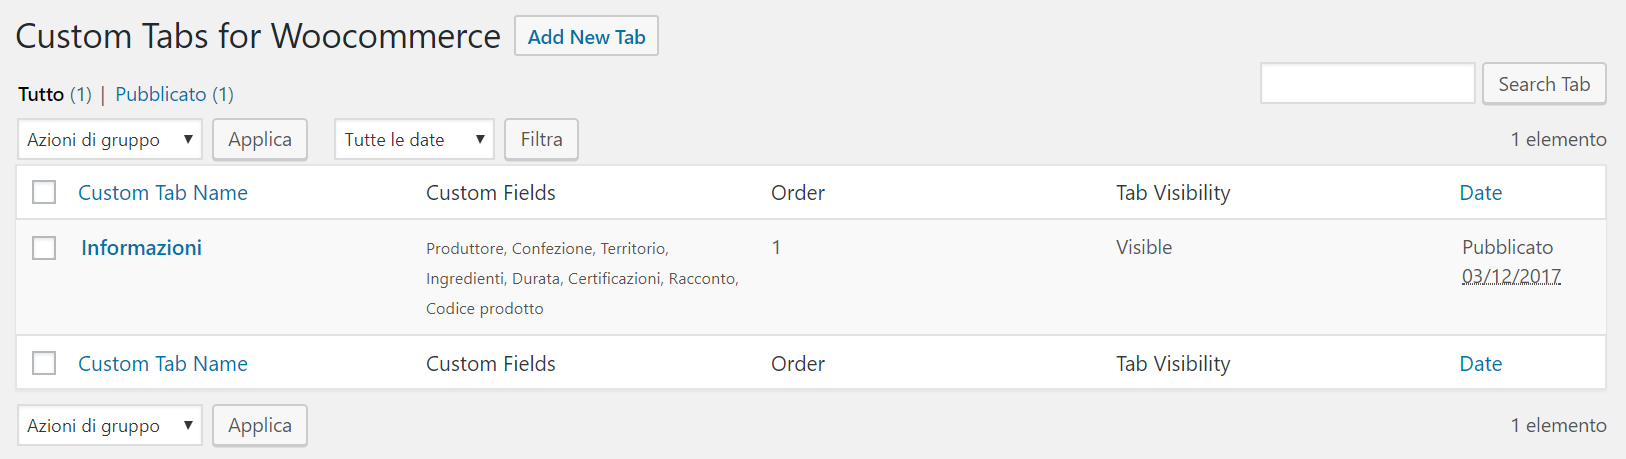 Custom Tabs for Woocommerce Add New Tab
Tutto (1) | Pubblicato (1)
Search Tab
Azioni di gruppo Applica Tutte le date Filtra 1 elemento
Custom Tab Name Custom Fields Order Tab Visibility Date
Informazioni Produttore, Confezione, Territorio, 1 Visible Pubblicato
Ingredienti, Durata, Certificazioni, Racconto, 03/12/2017
Codice prodotto
Custom Tab Name Custom Fields Order Tab Visibility Date
Azioni di gruppo Applica 1 elemento